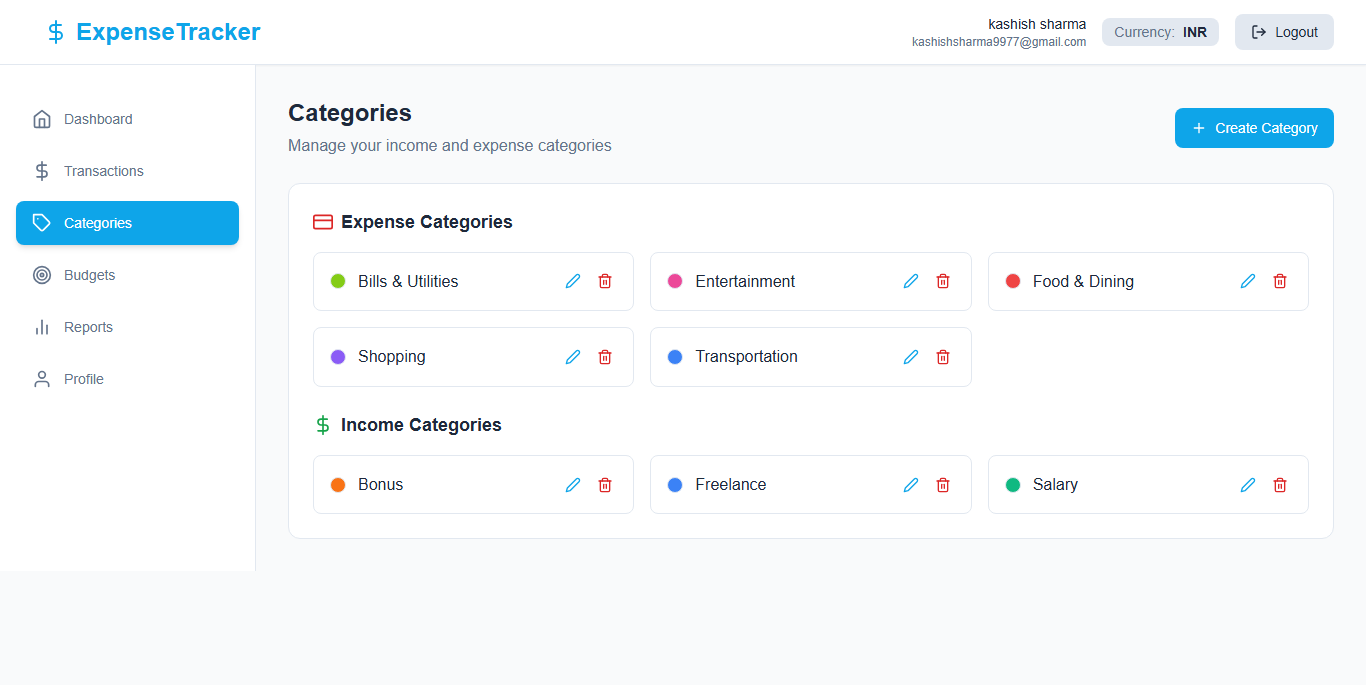 ExpenseTracker
kashish sharma
kashishsharma9977@gmail.com
Currency: INR
Logout
Dashboard
Transactions
Categories
Budgets
Reports
Profile
Categories
Manage your income and expense categories
Create Category
Expense Categories
Bills & Utilities
Entertainment
Food & Dining
Shopping
Transportation
Income Categories
Bonus
Freelance
Salary